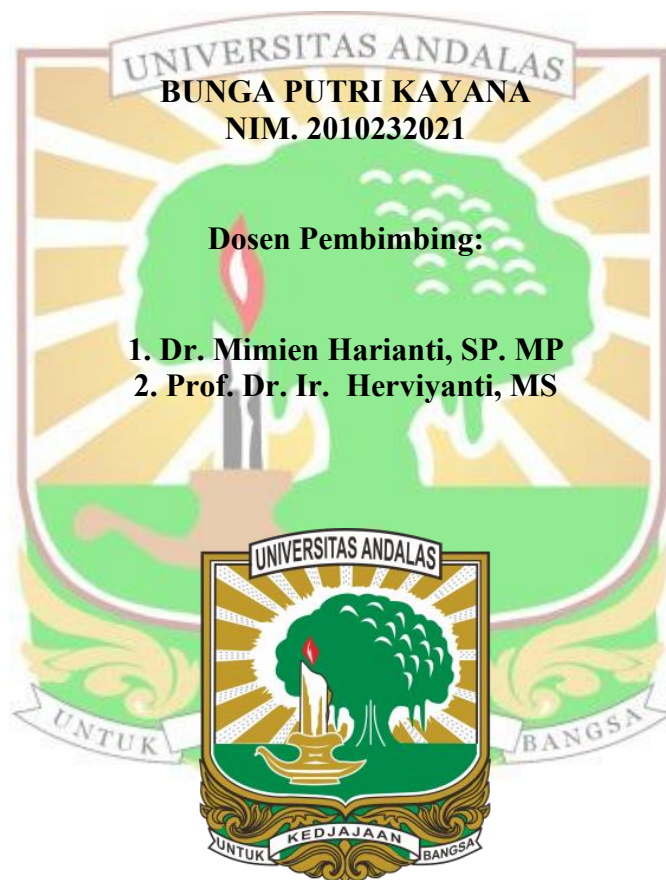 UNIVERSITAS ANDALAS
BUNGA PUTRI KAYANA
NIM. 2010232021
Dosen Pembimbing:
1. Dr. Mimien Harianti, SP. MP
2. Prof. Dr. Ir. Herviyanti, MS
UNIVERSITAS ANDALAS
UNTUK BANGSA
UNTUK KEDJAJAAN BANGSA